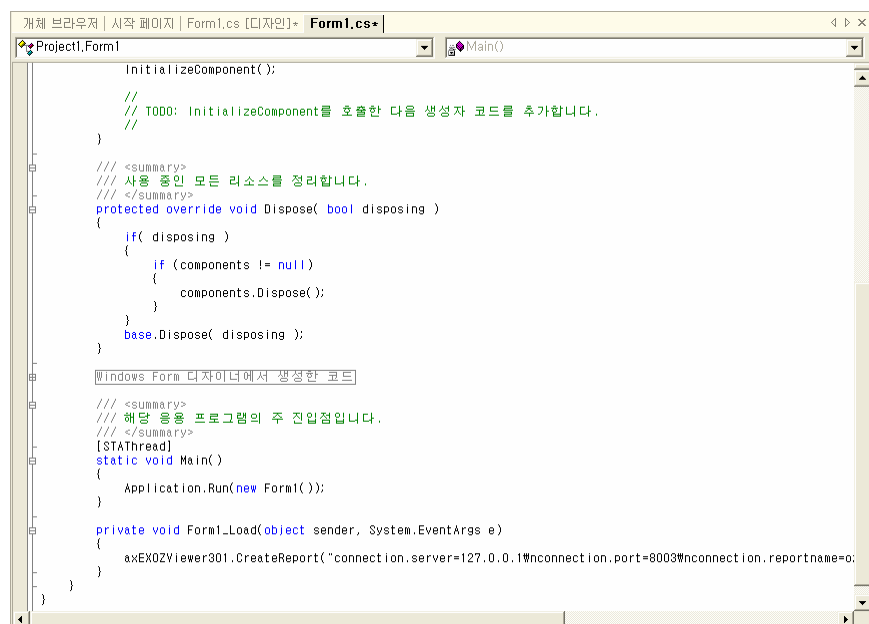 개체 브라우저 | 시작 페이지 | Form1.cs [디자인]* Form1.cs*
Project1.Form1 Main()
InitializeComponent();
//
// TODO: InitializeComponent를 호출한 다음 생성자 코드를 추가합니다.
//
}
/// <summary>
/// 사용 중인 모든 리소스를 정리합니다.
/// </summary>
protected override void Dispose( bool disposing )
{
if( disposing )
{
if (components != null)
{
components.Dispose();
}
}
base.Dispose( disposing );
}
Windows Form 디자이너에서 생성한 코드
/// <summary>
/// 해당 응용 프로그램의 주 진입점입니다.
/// </summary>
[STAThread]
static void Main()
{
Application.Run(new Form1());
}
private void Form1_Load(object sender, System.EventArgs e)
{
axEXOZViewer301.CreateReport("connection.server=127.0.0.1₩nconnection.port=8003₩nconnection.reportname=oz
}
}
}